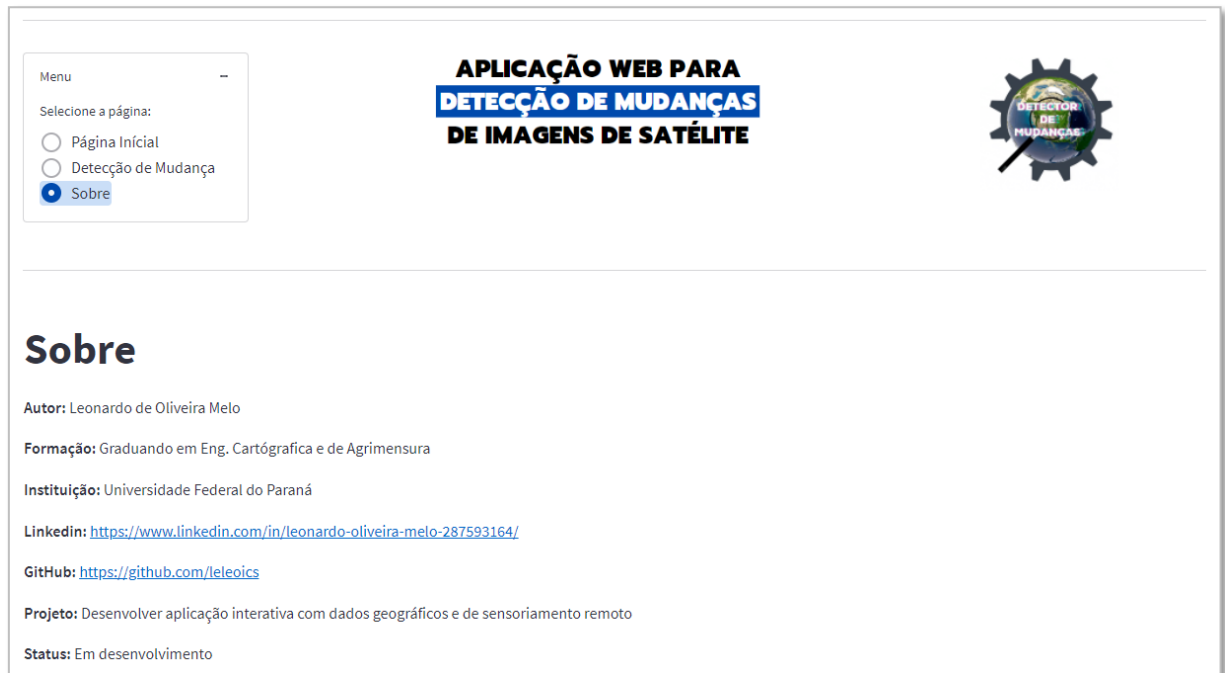 Menu
Selecione a página:
Página Inícial
Detecção de Mudança
Sobre
APLICAÇÃO WEB PARA
DETECÇÃO DE MUDANÇAS
DE IMAGENS DE SATÉLITE
DETECTOR
DE
MUDANÇAS
Sobre
Autor: Leonardo de Oliveira Melo
Formação: Graduando em Eng. Cartógrafica e de Agrimensura
Instituição: Universidade Federal do Paraná
Linkedin: https://www.linkedin.com/in/leonardo-oliveira-melo-287593164/
GitHub: https://github.com/leleoics
Projeto: Desenvolver aplicação interativa com dados geográficos e de sensoriamento remoto
Status: Em desenvolvimento